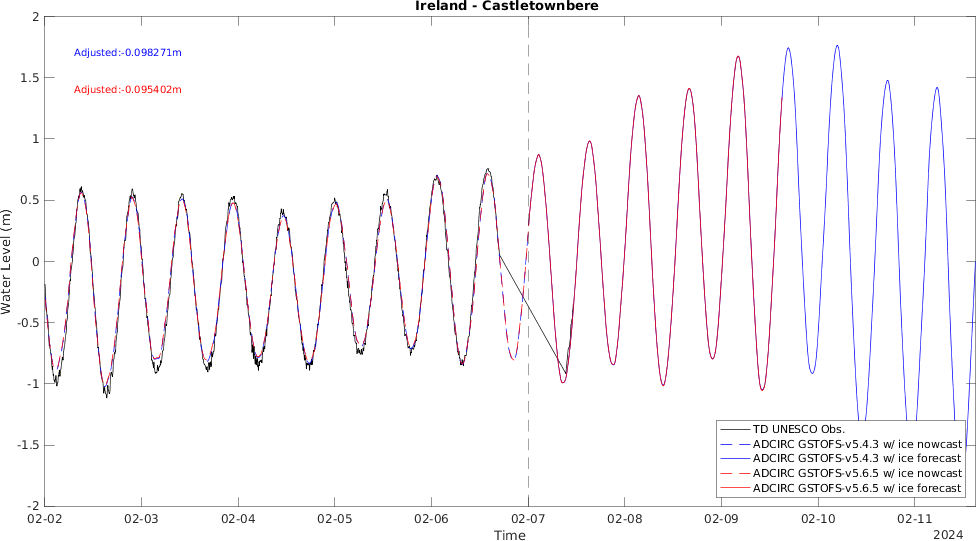 Ireland - Castletownbere
Adjusted:-0.098271m
Adjusted:-0.095402m
Water Level (m)
2
1.5
1
0.5
0
-0.5
-1
-1.5
-2
TD UNESCO Obs.
ADCIRC GSTOFS-v5.4.3 w/ ice nowcast
ADCIRC GSTOFS-v5.4.3 w/ ice forecast
ADCIRC GSTOFS-v5.6.5 w/ ice nowcast
ADCIRC GSTOFS-v5.6.5 w/ ice forecast
02-02 02-03 02-04 02-05 02-06 02-07 02-08 02-09 02-10 02-11
Time
2024